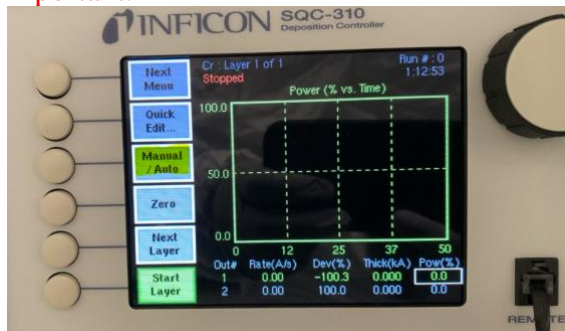 INFICON SQC-310
Deposition Controller
Next
Menu
Quick
Edit...
Manual
/ Auto
Zero
Next
Layer
Start
Layer
Cr : Layer 1 of 1
Run # : 0
Stopped
1:12:53
Power (% vs. Time)
100.0
50.0
0.0
0 12 25 37 50
Out# Rate(A/s) Dev(%) Thick(kA) Pow(%)
1 0.00 -100.3 0.000 0.0
2 0.00 100.0 0.000 0.0